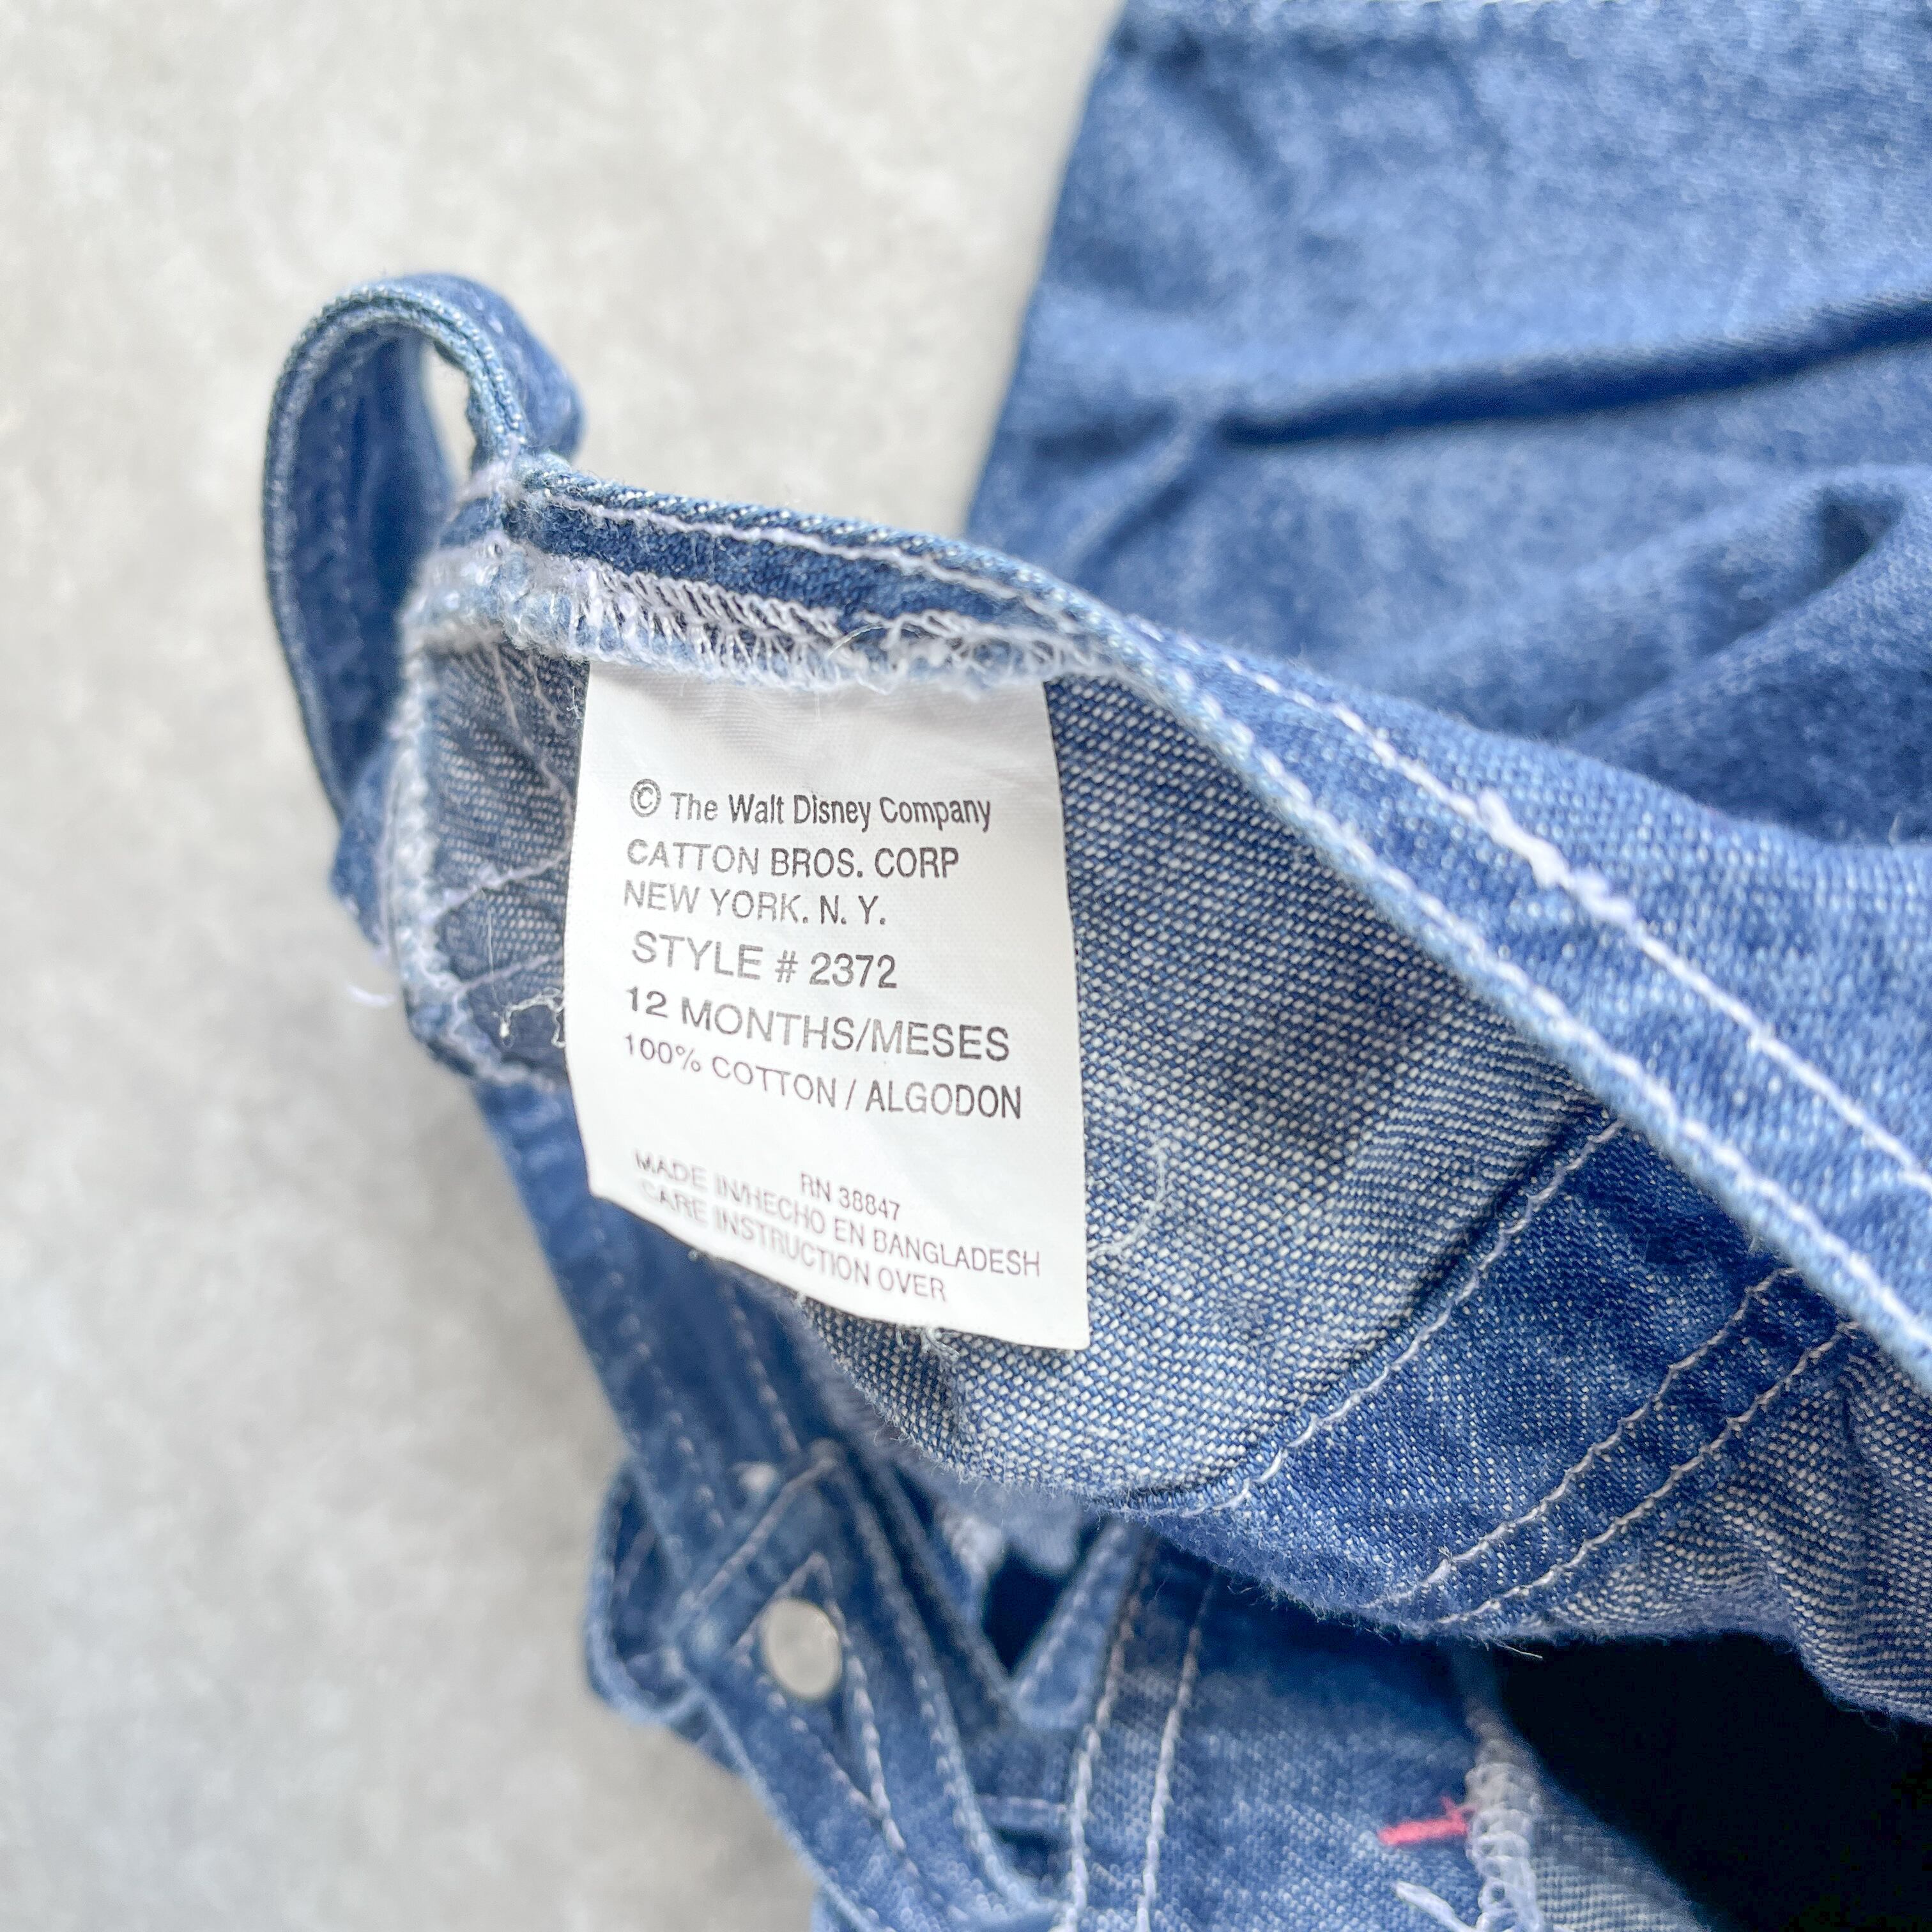 © The Walt Disney Company
CATTON BROS. CORP
NEW YORK. N. Y.
STYLE # 2372
12 MONTHS/MESES
100% COTTON / ALGODON
RN 38847
MADE IN/HECHO EN BANGLADESH
CARE INSTRUCTION OVER